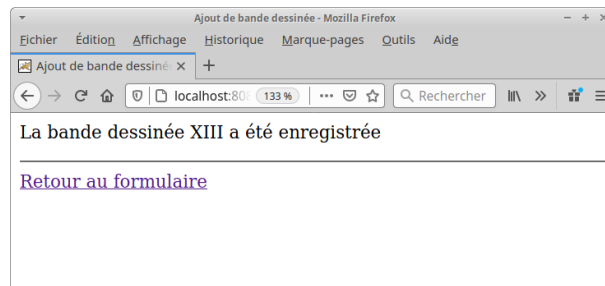 Ajout de bande dessinée - Mozilla Firefox
Fichier Édition Affichage Historique Marque-pages Outils Aide
Ajout de bande dessiné
localhost:80 133 % Rechercher
La bande dessinée XIII a été enregistrée
Retour au formulaire